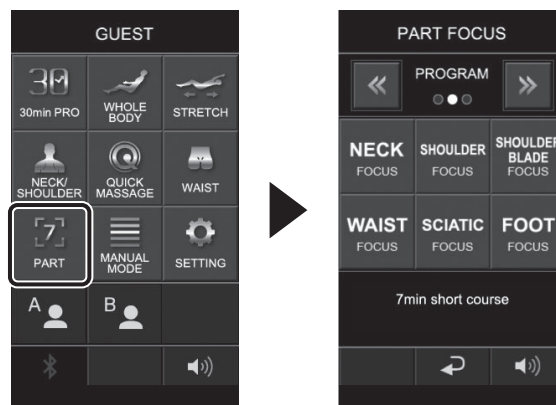 GUEST
30
30min PRO
WHOLE
BODY
STRETCH
NECK/
SHOULDER
QUICK
MASSAGE
WAIST
7
PART
MANUAL
MODE
SETTING
A
B
PART FOCUS
PROGRAM
NECK
FOCUS
SHOULDER
FOCUS
SHOULDER
BLADE
FOCUS
WAIST
FOCUS
SCIATIC
FOCUS
FOOT
FOCUS
7min short course